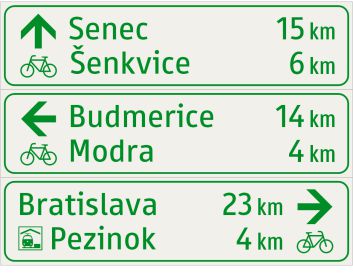 Senec 15 km
Šenkvice 6 km
Budmerice 14 km
Modra 4 km
Bratislava 23 km
Pezinok 4 km